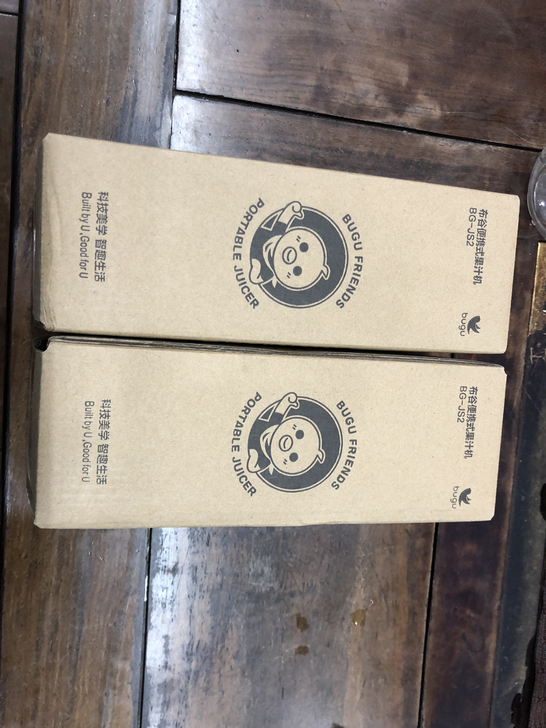 布谷便携式果汁机
BG-JS2
bugu
BUGU FRIENDS
PORTABLE JUICER
科技美学 智趣生活
Built by U ,Good for U
布谷便携式果汁机
BG-JS2
bugu
BUGU FRIENDS
PORTABLE JUICER
科技美学 智趣生活
Built by U ,Good for U